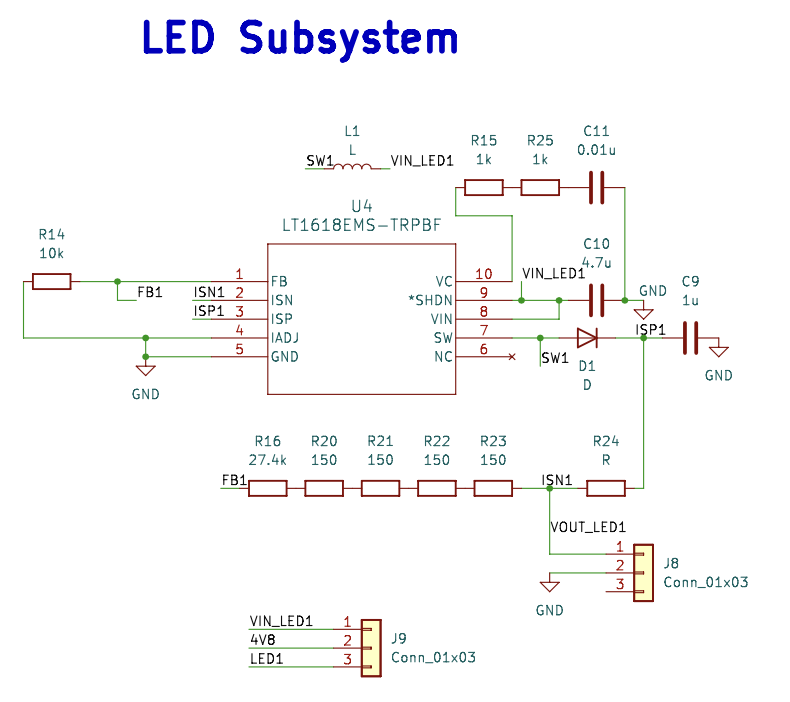 LED Subsystem
L1
L
SW1
VIN_LED1
R15
1k
R25
1k
C11
0.01u
U4
LT1618EMS-TRPBF
R14
10k
FB1
ISN1
ISP1
1
2
3
4
5
FB
ISN
ISP
IADJ
GND
VC
*SHDN
VIN
SW
NC
10
9
8
7
6
VIN_LED1
C10
4.7u
GND
C9
1u
ISP1
SW1
D1
D
GND
GND
R16
27.4k
R20
150
R21
150
R22
150
R23
150
R24
R
FB1
ISN1
VOUT_LED1
1
2
3
J8
Conn_01x03
GND
VIN_LED1
4V8
LED1
1
2
3
J9
Conn_01x03